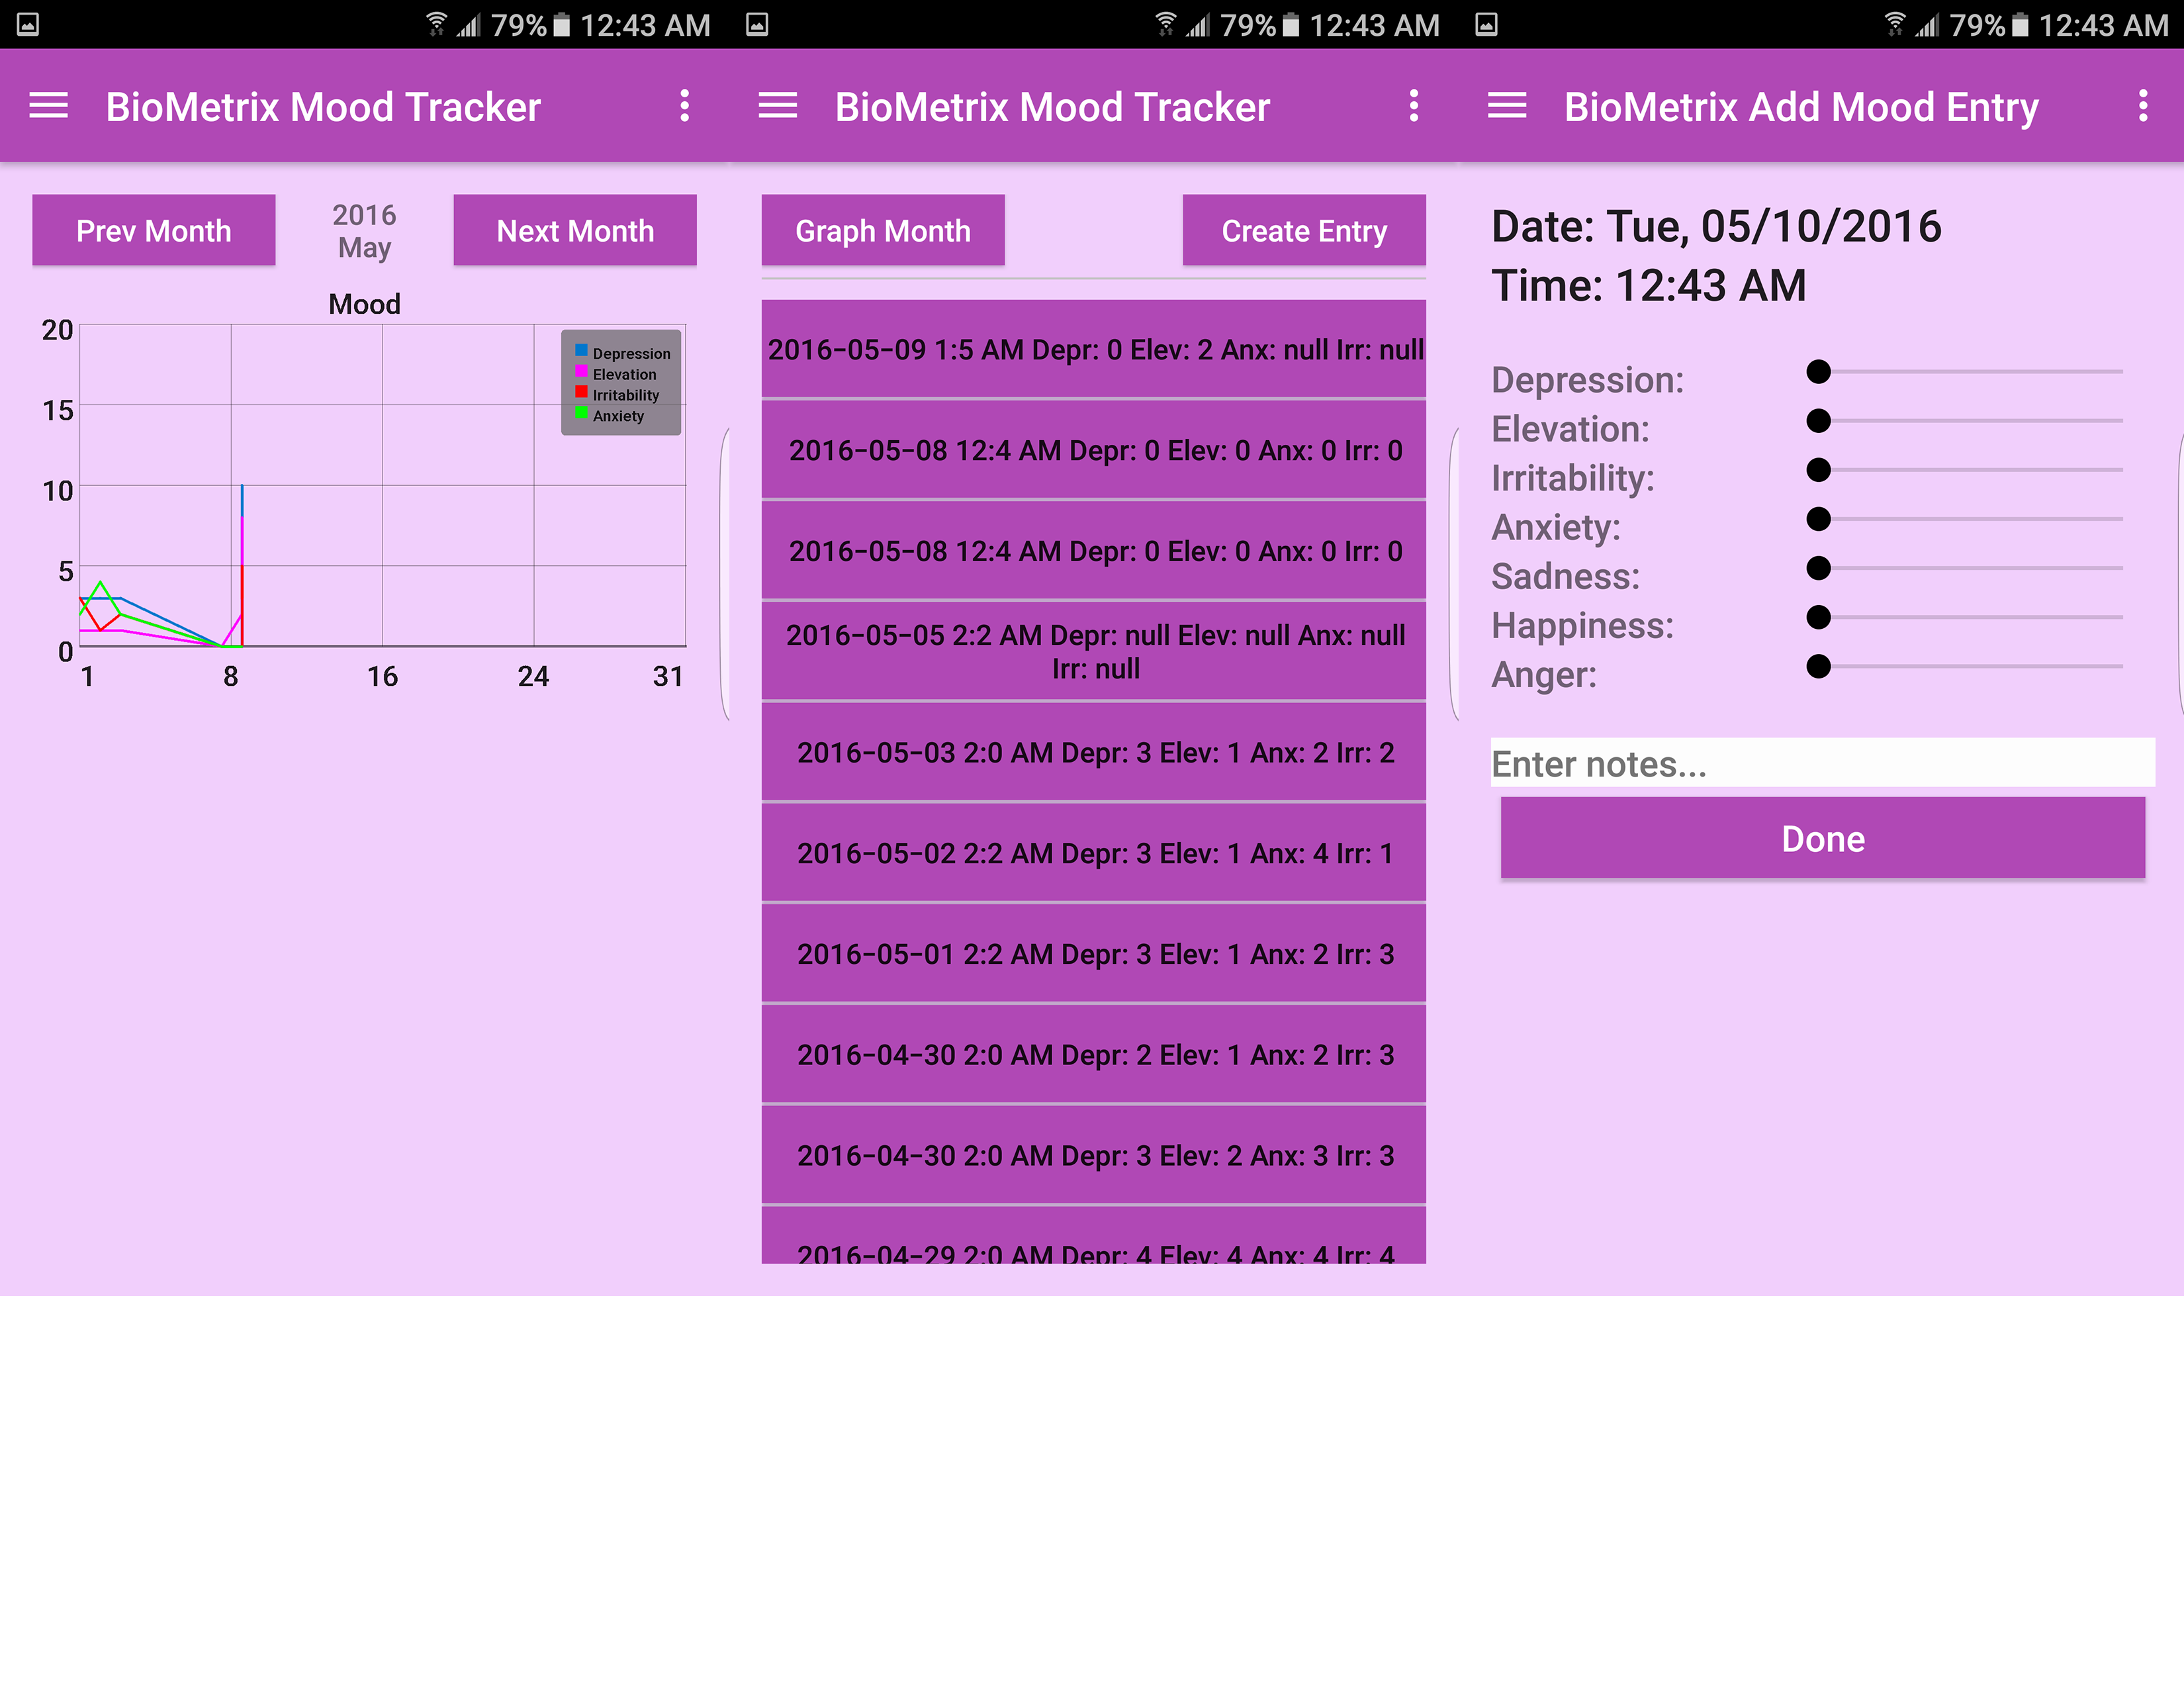 79% 12:43 AM
BioMetrix Mood Tracker
Prev Month
2016
May
Next Month
Mood
20
15
10
5
0
1 8 16 24 31
Depression
Elevation
Irritability
Anxiety
79% 12:43 AM
BioMetrix Mood Tracker
Graph Month
Create Entry
2016-05-09 1:5 AM Depr: 0 Elev: 2 Anx: null Irr: null
2016-05-08 12:4 AM Depr: 0 Elev: 0 Anx: 0 Irr: 0
2016-05-08 12:4 AM Depr: 0 Elev: 0 Anx: 0 Irr: 0
2016-05-05 2:2 AM Depr: null Elev: null Anx: null
Irr: null
2016-05-03 2:0 AM Depr: 3 Elev: 1 Anx: 2 Irr: 2
2016-05-02 2:2 AM Depr: 3 Elev: 1 Anx: 4 Irr: 1
2016-05-01 2:2 AM Depr: 3 Elev: 1 Anx: 2 Irr: 3
2016-04-30 2:0 AM Depr: 2 Elev: 1 Anx: 2 Irr: 3
2016-04-30 2:0 AM Depr: 3 Elev: 2 Anx: 3 Irr: 3
2016-04-29 2:0 AM Depr: 4 Elev: 4 Anx: 4 Irr: 4
79% 12:43 AM
BioMetrix Add Mood Entry
Date: Tue, 05/10/2016
Time: 12:43 AM
Depression:
Elevation:
Irritability:
Anxiety:
Sadness:
Happiness:
Anger:
Enter notes...
Done